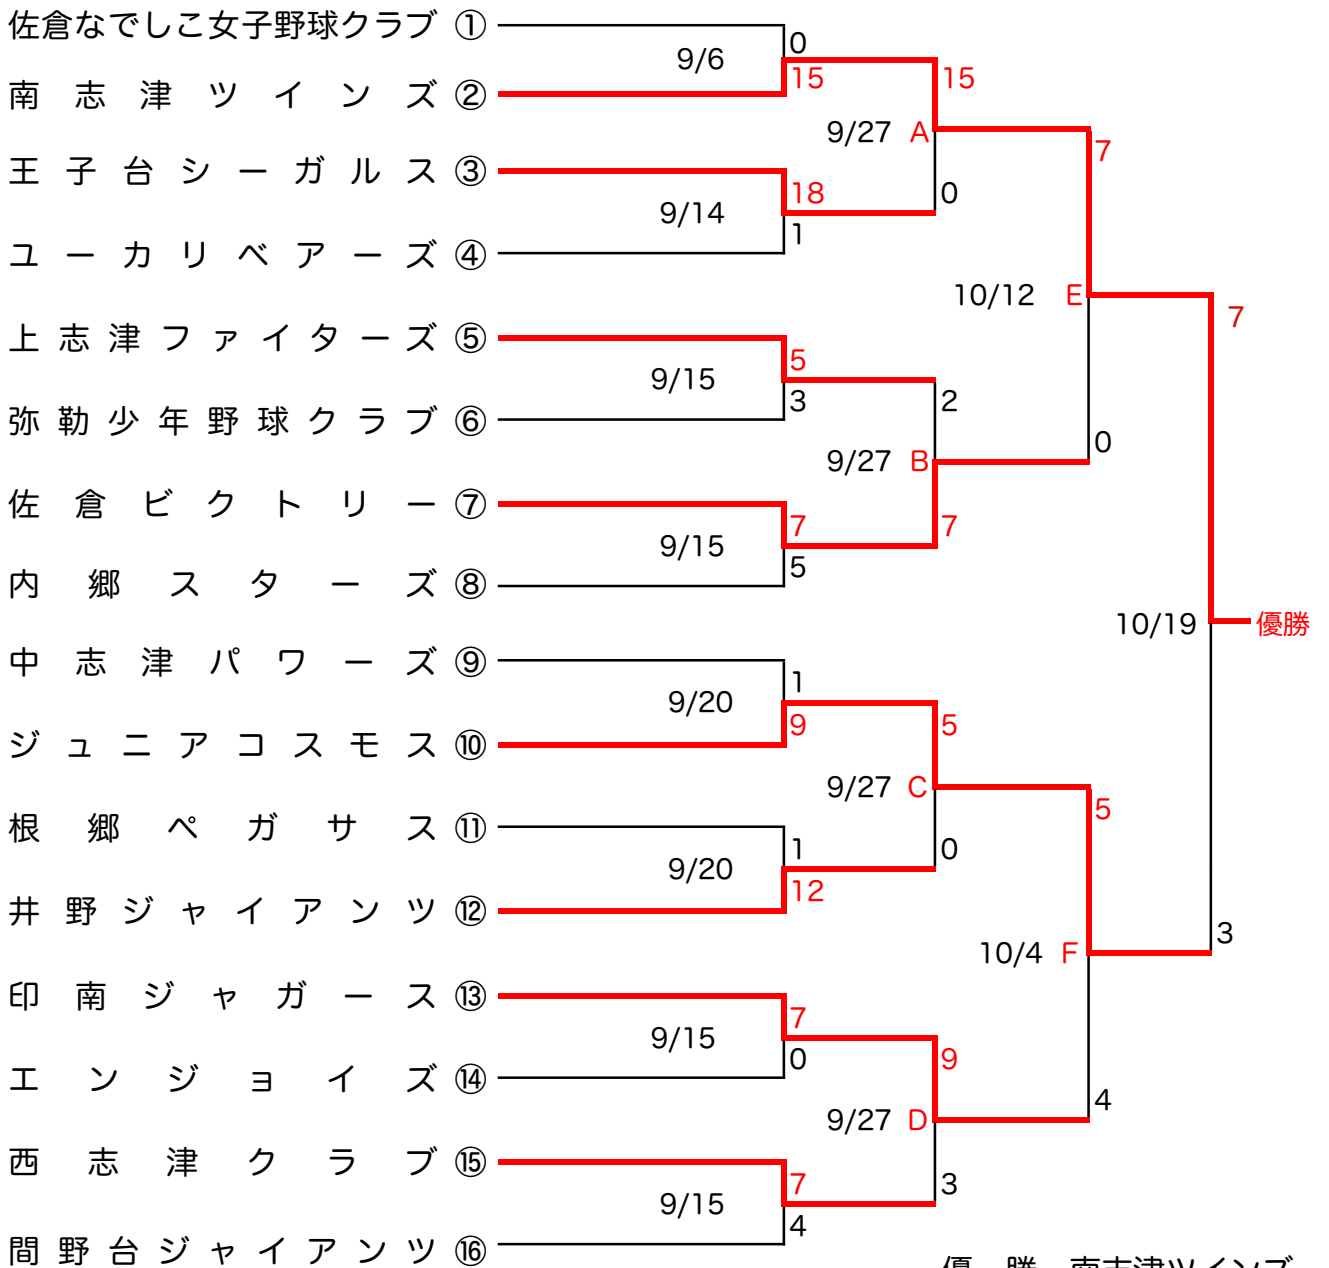 佐倉なでしこ女子野球クラブ ①
0
9/6
15
15
南志津ツインズ ②
9/27 A
7
王子台シーガルス ③
18
0
9/14
1
ユーカリベアーズ ④
10/12 E
7
上志津ファイターズ ⑤
5
9/15
3
2
弥勒少年野球クラブ ⑥
0
9/27 B
佐倉ビクトリー ⑦
7
7
9/15
5
内郷スターズ ⑧
10/19
優勝
中志津パワーズ ⑨
1
9/20
9
5
ジュニアコスモス ⑩
9/27 C
5
根郷ペガサス ⑪
1
0
9/20
12
井野ジャイアンツ ⑫
3
10/4 F
印南ジャガース ⑬
7
9/15
0
9
エンジョイズ ⑭
4
9/27 D
西志津クラブ ⑮
7
3
9/15
4
間野台ジャイアンツ ⑯
優 勝 南志津ツインズ